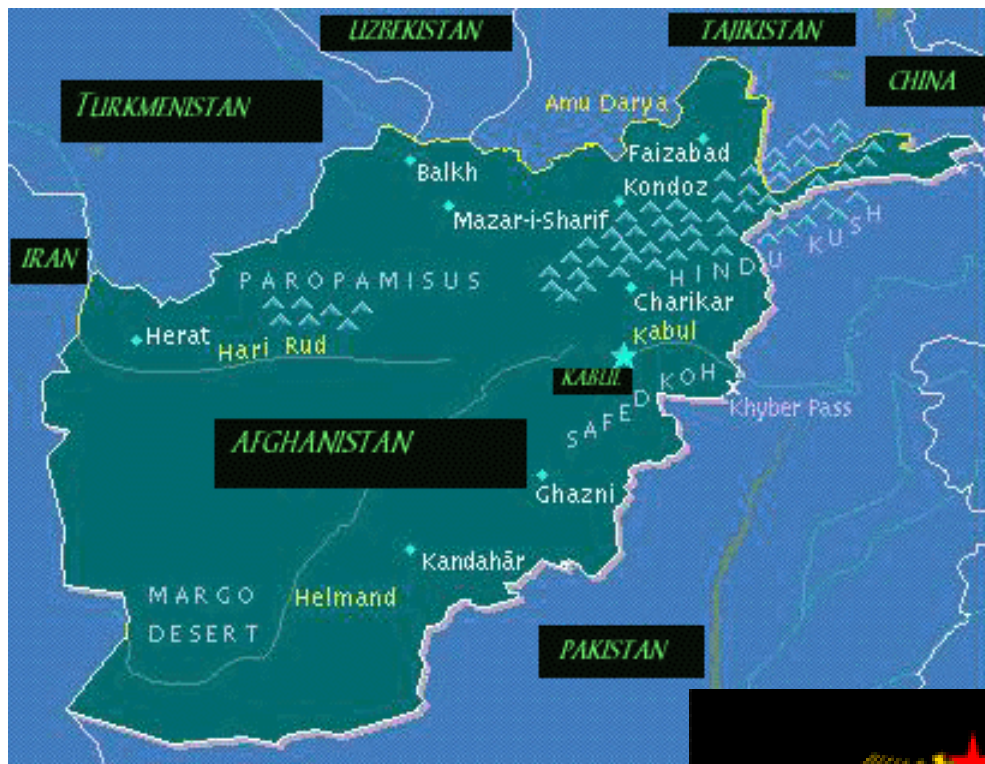 UZBEKISTAN
TAJIKISTAN
CHINA
TURKMENISTAN
Amu Darya
Faizabad
Balkh
Kondoz
Mazar-i-Sharif
IRAN
HINDU KUSH
PAROPAMISUS
Charikar
Herat
Hari Rud
Kabul
KABUL
SAFED KOH
Khyber Pass
AFGHANISTAN
Ghazni
Kandahār
MARGO
DESERT
Helmand
PAKISTAN